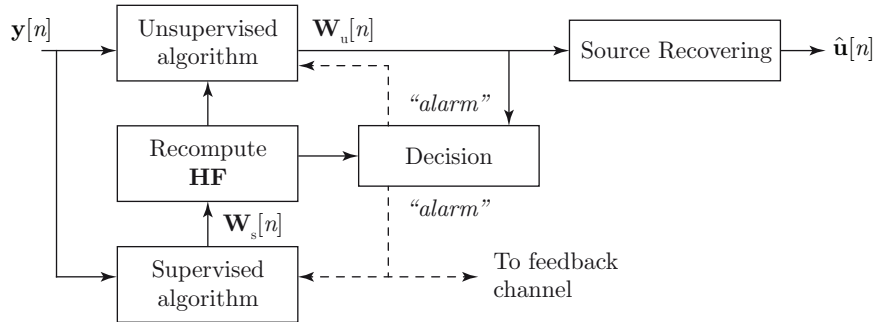 y[n]
Unsupervised
algorithm
W_u[n]
Source Recovering
û[n]
"alarm"
Recompute
HF
Decision
"alarm"
W_s[n]
Supervised
algorithm
To feedback
channel